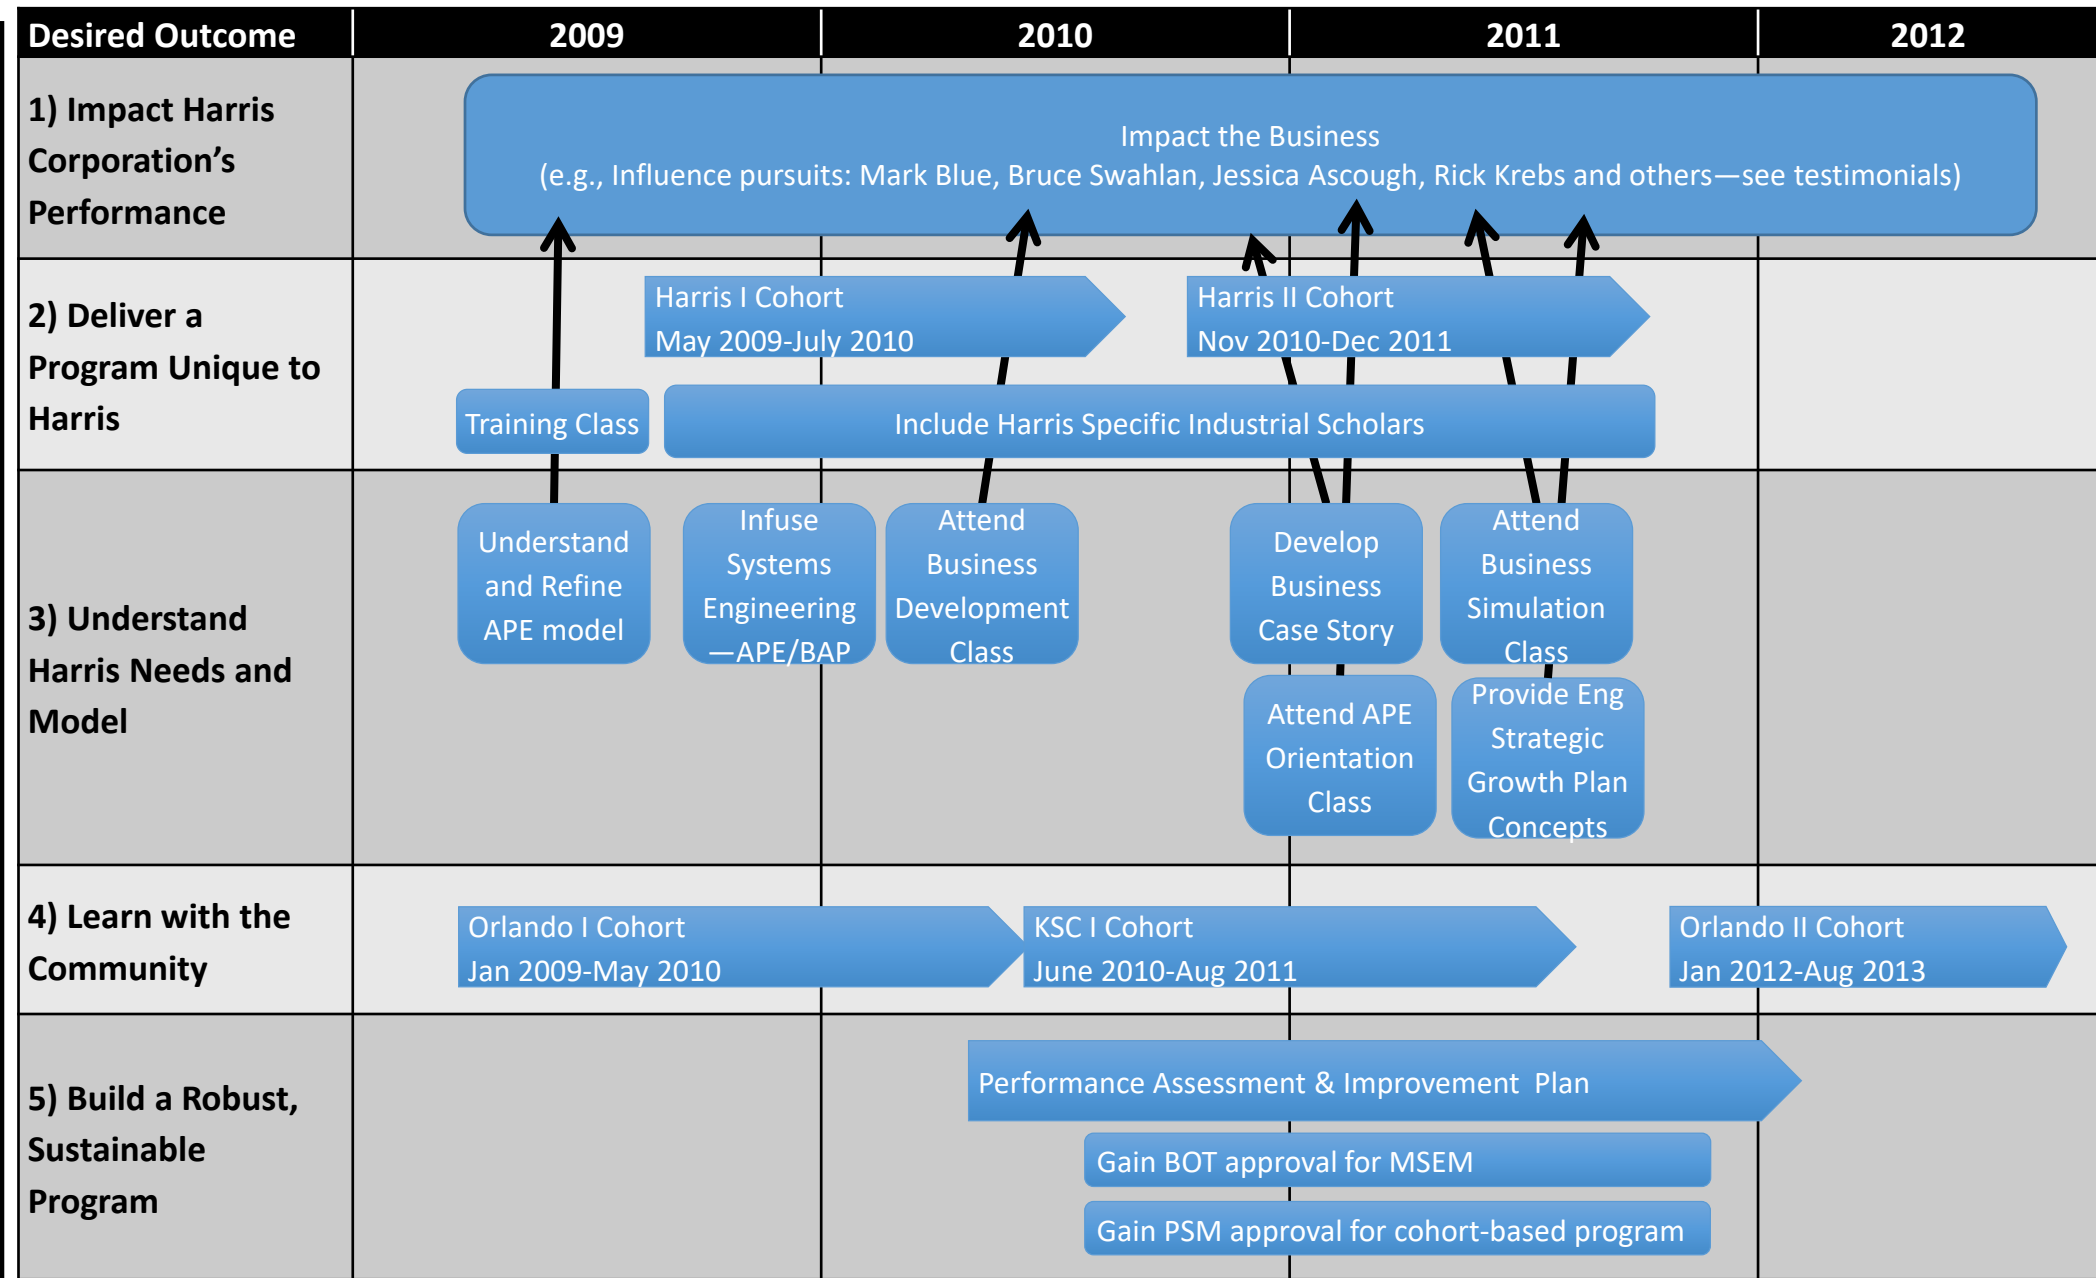 Desired Outcome 2009 2010 2011 2012
1) Impact Harris
Corporation’s
Performance
Impact the Business
(e.g., Influence pursuits: Mark Blue, Bruce Swahlan, Jessica Ascough, Rick Krebs and others—see testimonials)
2) Deliver a
Program Unique to
Harris
Harris I Cohort
May 2009-July 2010
Harris II Cohort
Nov 2010-Dec 2011
Training Class
Include Harris Specific Industrial Scholars
3) Understand
Harris Needs and
Model
Understand
and Refine
APE model
Infuse
Systems
Engineering
—APE/BAP
Attend
Business
Development
Class
Develop
Business
Case Story
Attend
Business
Simulation
Class
Attend APE
Orientation
Class
Provide Eng
Strategic
Growth Plan
Concepts
4) Learn with the
Community
Orlando I Cohort
Jan 2009-May 2010
KSC I Cohort
June 2010-Aug 2011
Orlando II Cohort
Jan 2012-Aug 2013
5) Build a Robust,
Sustainable
Program
Performance Assessment & Improvement  Plan
Gain BOT approval for MSEM
Gain PSM approval for cohort-based program